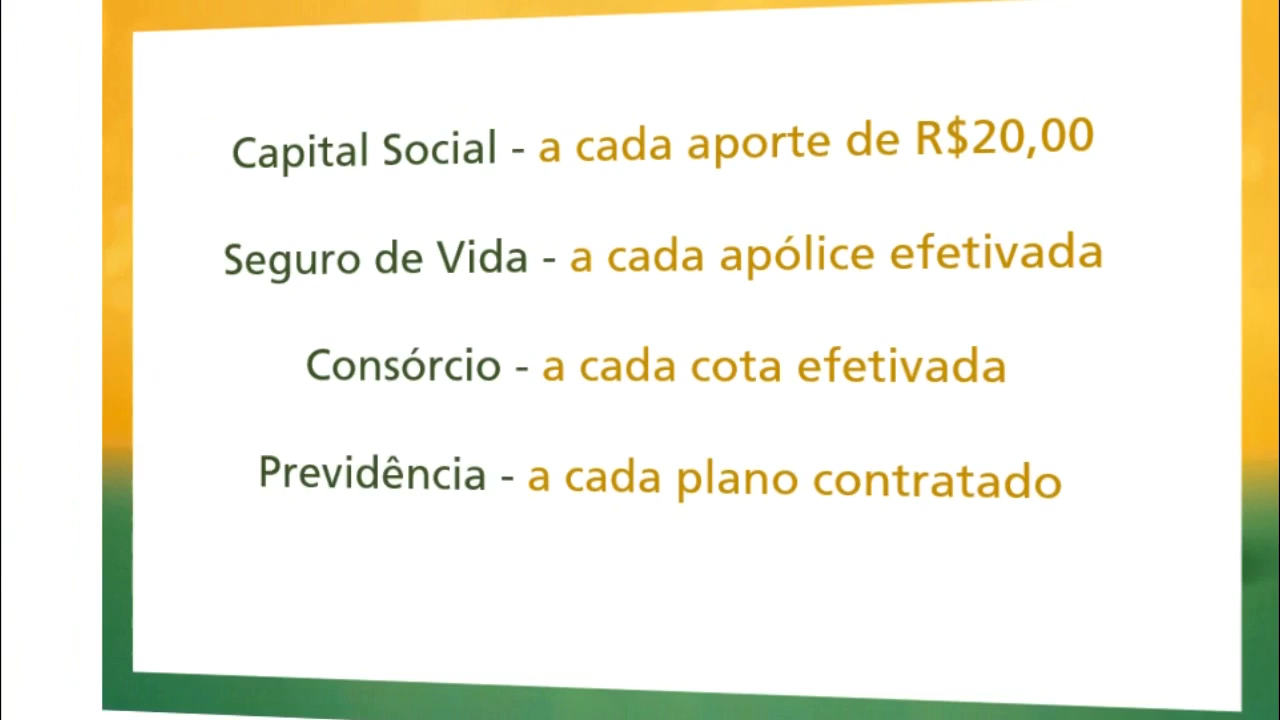 Capital Social - a cada aporte de R$20,00
Seguro de Vida - a cada apólice efetivada
Consórcio - a cada cota efetivada
Previdência - a cada plano contratado